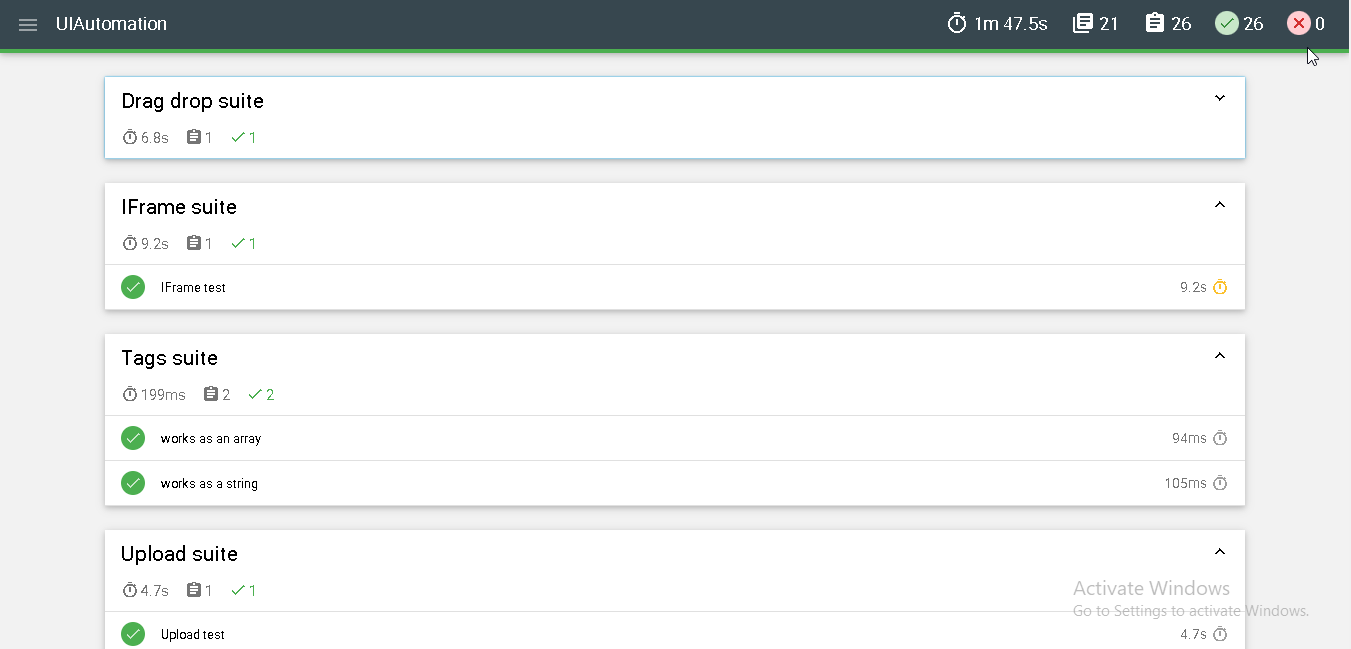 UIAutomation 1m 47.5s 21 26 26 0
Drag drop suite
6.8s 1 1
IFrame suite
9.2s 1 1
IFrame test 9.2s
Tags suite
199ms 2 2
works as an array 94ms
works as a string 105ms
Upload suite
4.7s 1 1
Activate Windows
Go to Settings to activate Windows.
Upload test 4.7s